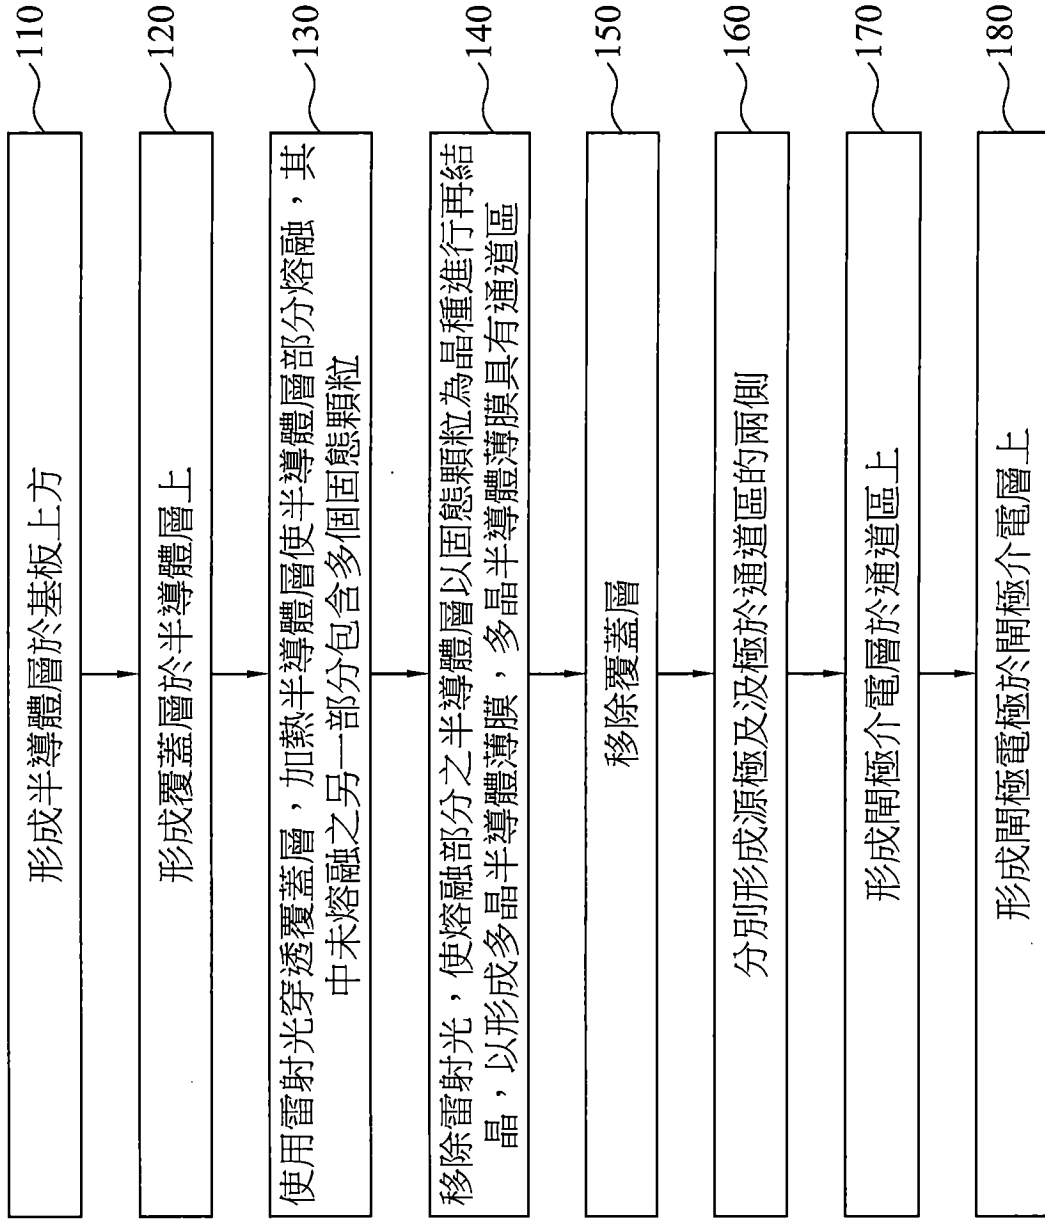 110
形成半導體層於基板上方
120
形成覆蓋層於半導體層上
130
使用雷射光穿透覆蓋層，加熱半導體層使半導體層部分熔融，其
中未熔融之另一部分包含多個固態顆粒
140
移除雷射光，使熔融部分之半導體層以固態顆粒為晶種進行再結
晶，以形成多晶半導體薄膜，多晶半導體薄膜具有通道區
150
移除覆蓋層
160
分別形成源極及汲極於通道區的兩側
170
形成閘極介電層於通道區上
180
形成閘極電極於閘極介電層上